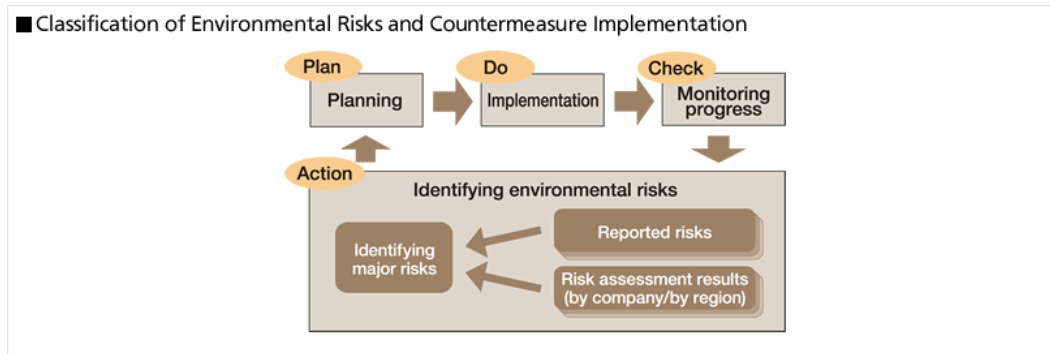 ■ Classification of Environmental Risks and Countermeasure Implementation
Plan
Planning
Do
Implementation
Check
Monitoring
progress
Action
Identifying environmental risks
Identifying
major risks
Reported risks
Risk assessment results
(by company/by region)